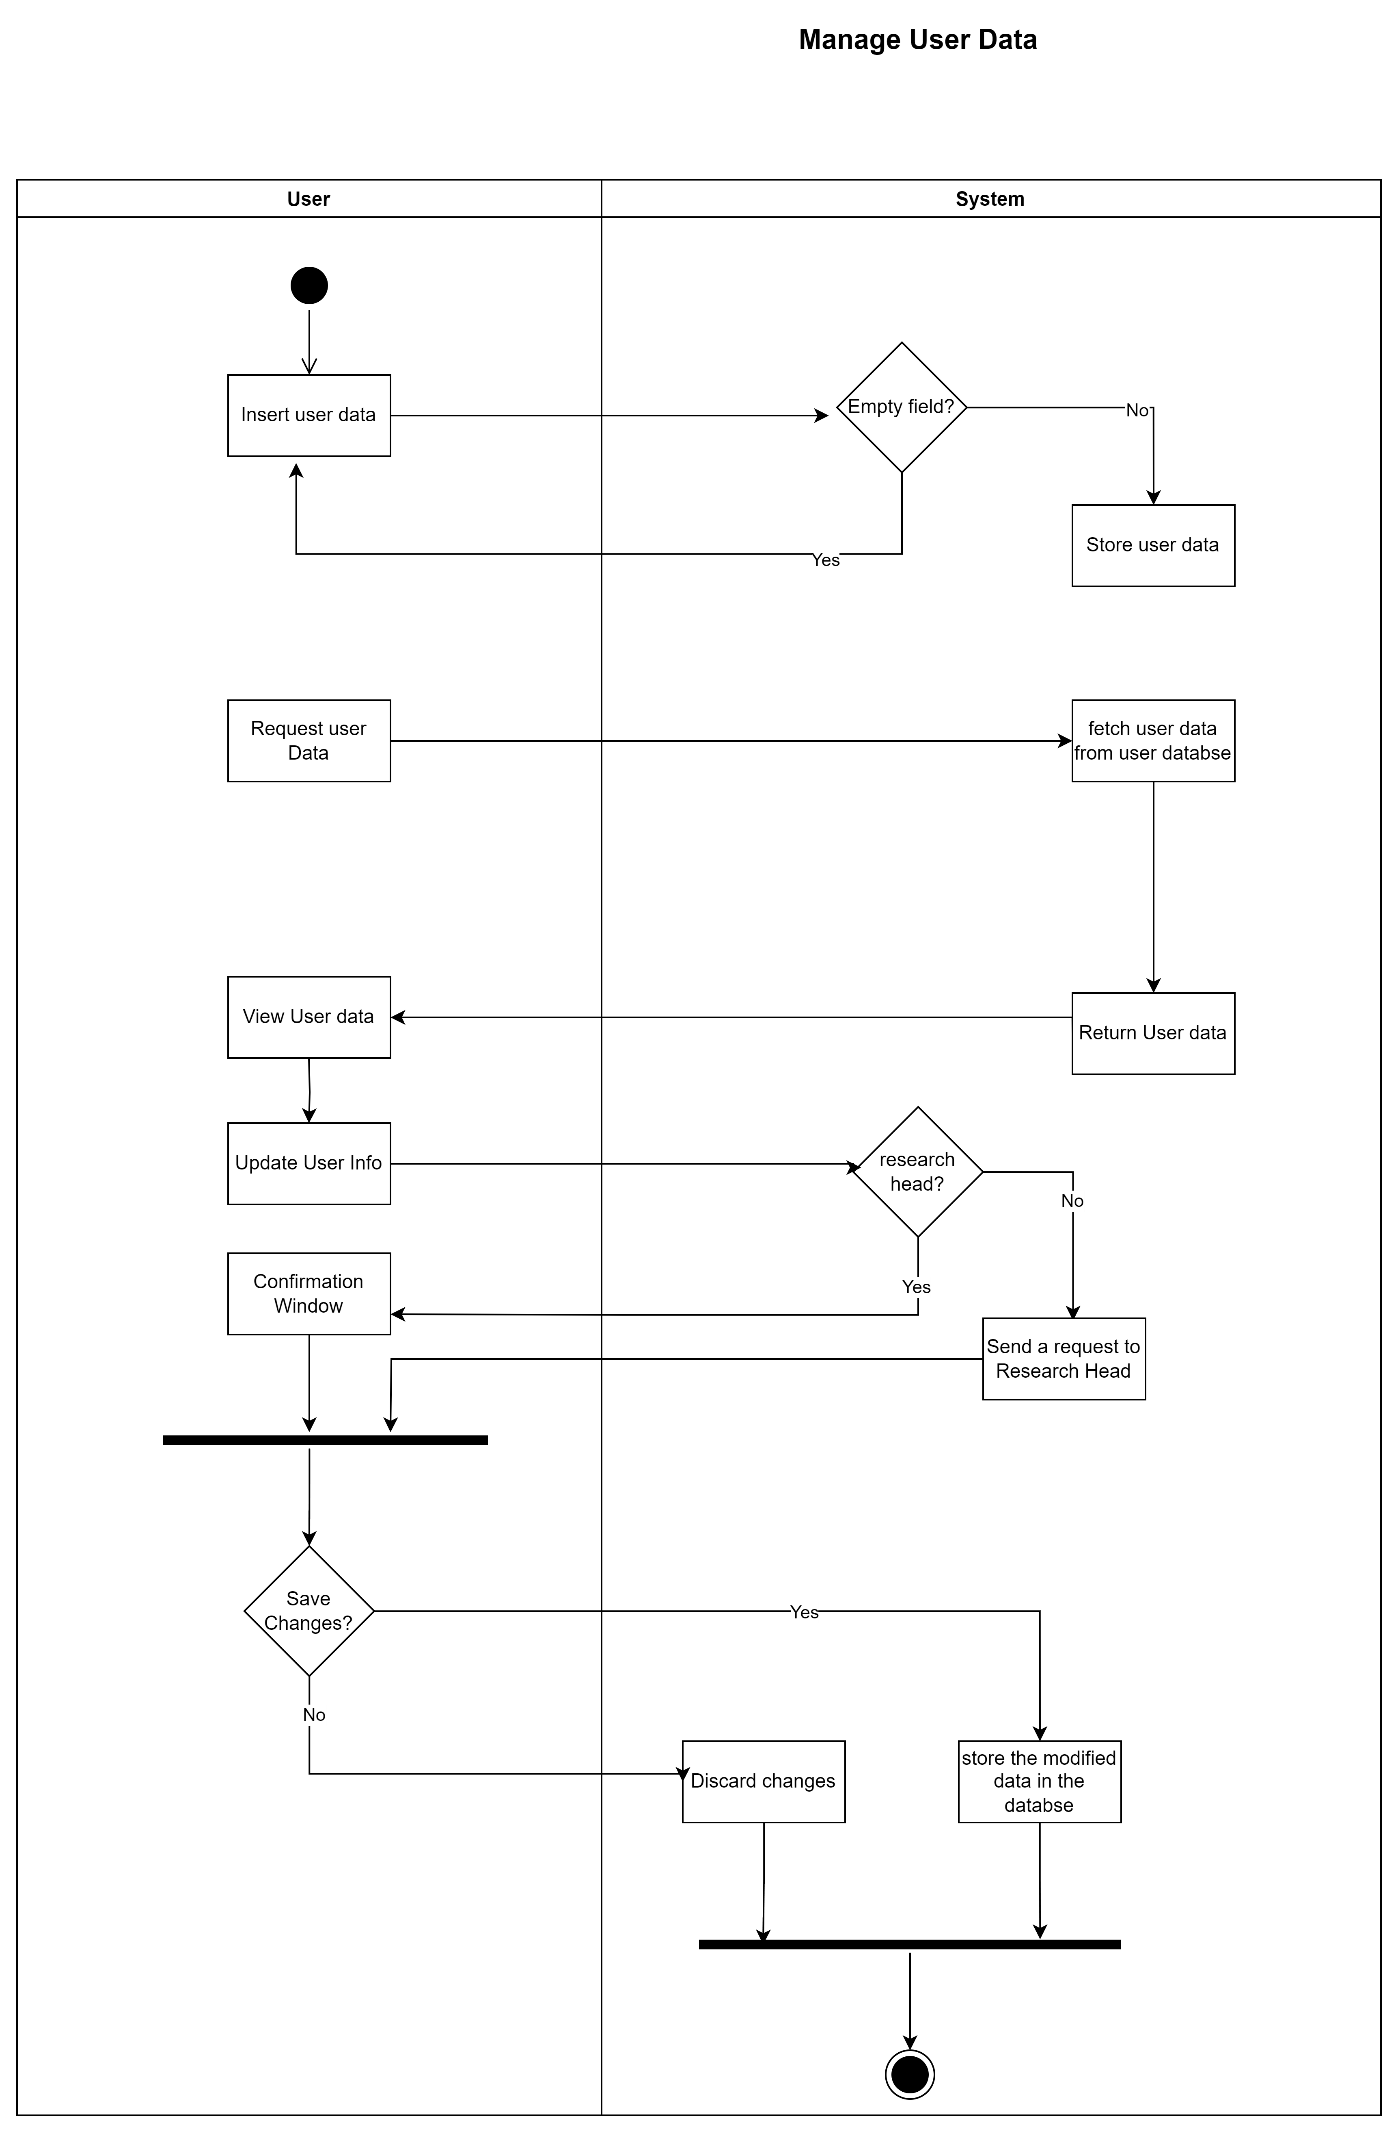 Manage User Data
User
System
Insert user data
Empty field?
No
Yes
Store user data
Request user
Data
fetch user data
from user databse
View User data
Return User data
Update User Info
research
head?
No
Yes
Confirmation
Window
Send a request to
Research Head
Save
Changes?
Yes
No
Discard changes
store the modified
data in the
databse